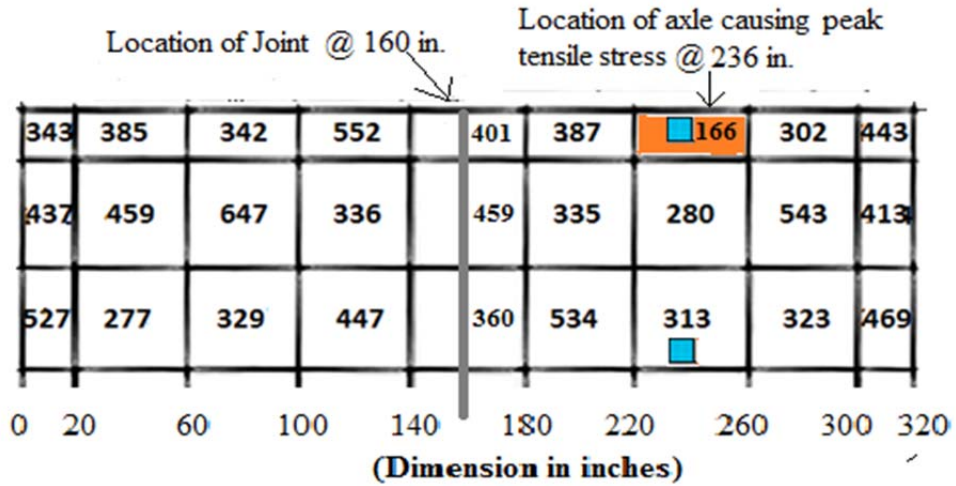 Location of Joint @ 160 in.
Location of axle causing peak
tensile stress @ 236 in.
343 385 342 552 401 387 166 302 443
437 459 647 336 459 335 280 543 413
527 277 329 447 360 534 313 323 469
0 20 60 100 140 180 220 260 300 320
(Dimension in inches)